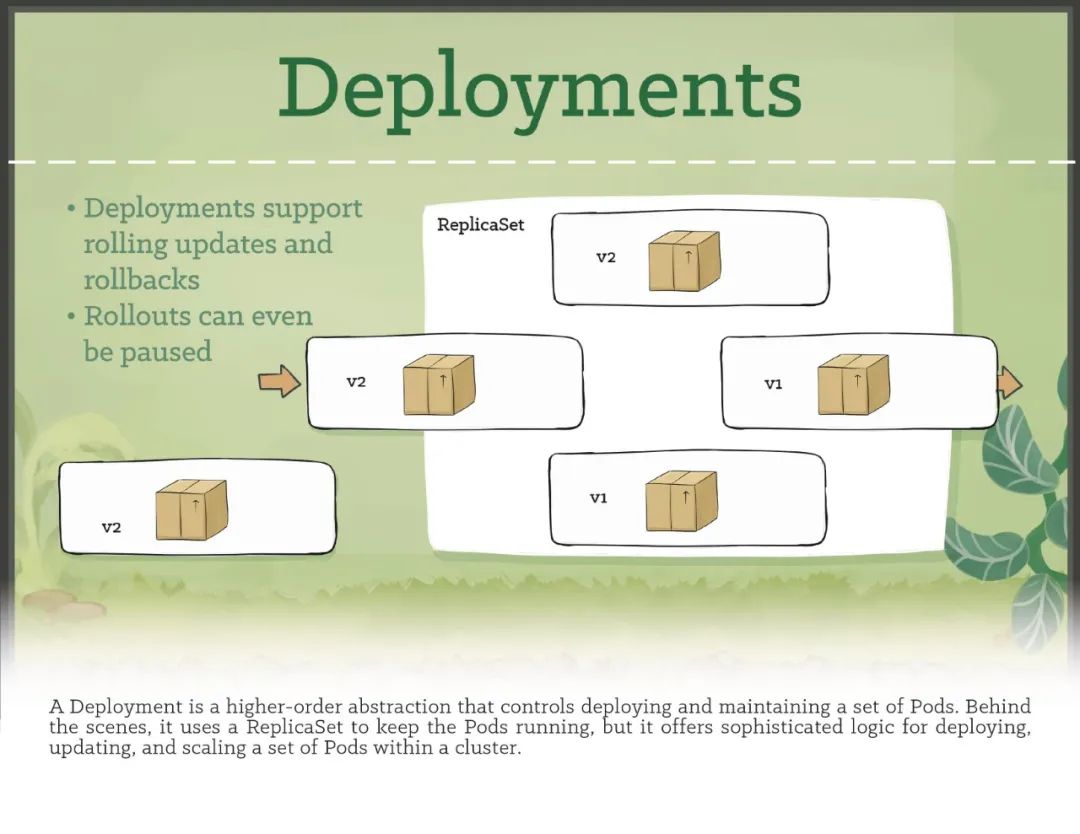 Deployments
• Deployments support
rolling updates and
rollbacks
• Rollouts can even
be paused
ReplicaSet
v2
v2
v1
v1
v2
A Deployment is a higher-order abstraction that controls deploying and maintaining a set of Pods. Behind
the scenes, it uses a ReplicaSet to keep the Pods running, but it offers sophisticated logic for deploying,
updating, and scaling a set of Pods within a cluster.